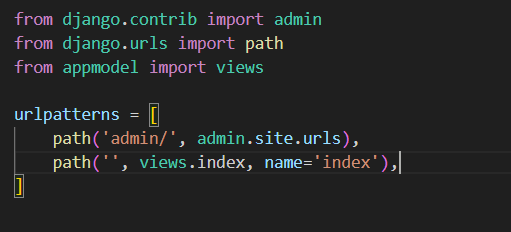 from django.contrib import admin
from django.urls import path
from appmodel import views
urlpatterns = [
    path('admin/', admin.site.urls),
    path('', views.index, name='index'),
]